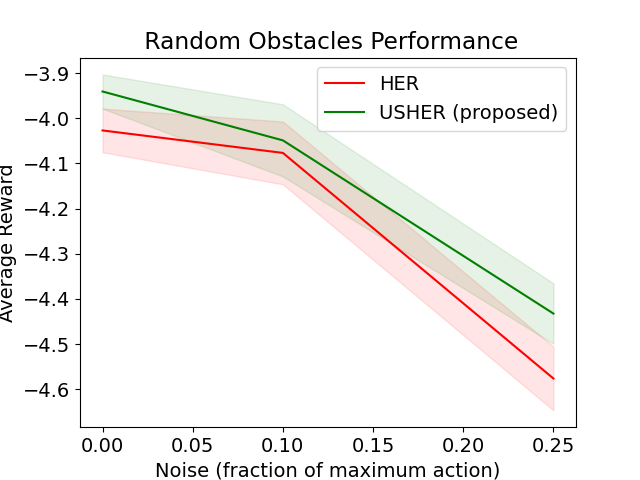 Random Obstacles Performance
HER
USHER (proposed)
−3.9
−4.0
−4.1
−4.2
−4.3
−4.4
−4.5
−4.6
Average Reward
0.00 0.05 0.10 0.15 0.20 0.25
Noise (fraction of maximum action)